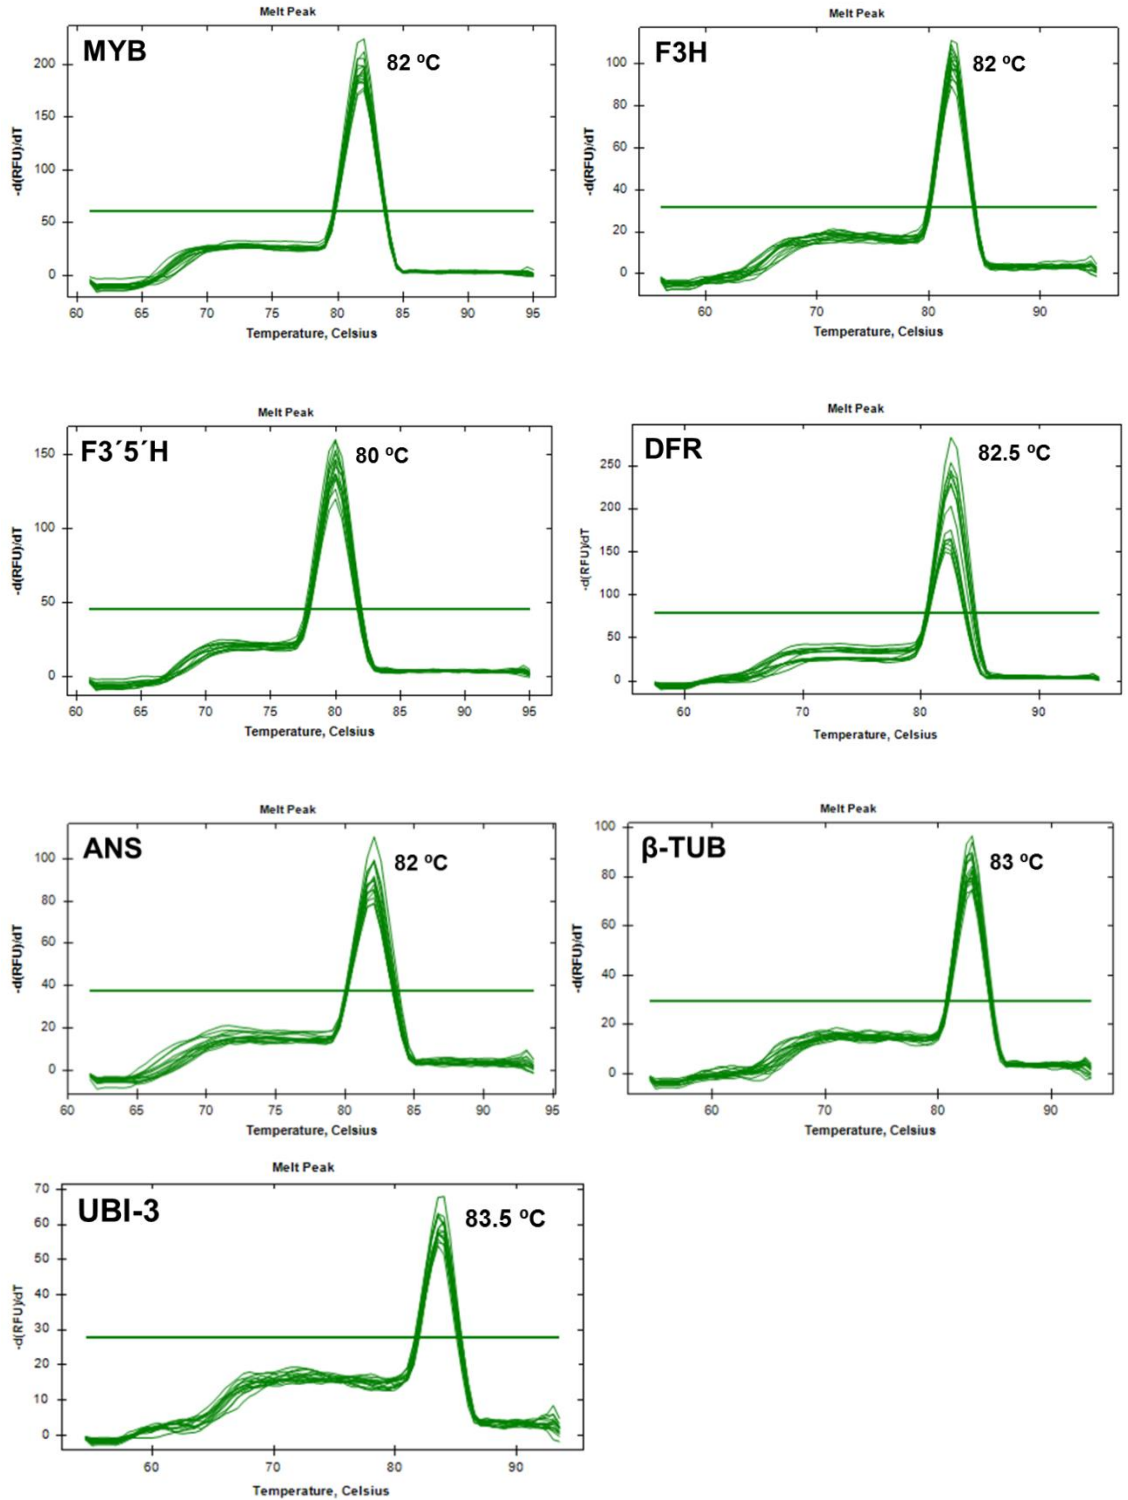 Melt Peak
MYB
82 ºC
200
150
100
50
0
-d(RFU)/dT
60 65 70 75 80 85 90 95
Temperature, Celsius
Melt Peak
F3H
82 ºC
100
80
60
40
20
0
-d(RFU)/dT
60 70 80 90
Temperature, Celsius
Melt Peak
F3´5´H
80 ºC
150
100
50
0
-d(RFU)/dT
60 65 70 75 80 85 90 95
Temperature, Celsius
Melt Peak
DFR
82.5 ºC
250
200
150
100
50
0
-d(RFU)/dT
60 70 80 90
Temperature, Celsius
Melt Peak
ANS
82 ºC
100
80
60
40
20
0
-d(RFU)/dT
60 65 70 75 80 85 90 95
Temperature, Celsius
Melt Peak
β-TUB
83 ºC
100
80
60
40
20
0
-d(RFU)/dT
60 70 80 90
Temperature, Celsius
Melt Peak
UBI-3
83.5 ºC
70
60
50
40
30
20
10
0
-d(RFU)/dT
60 70 80 90
Temperature, Celsius